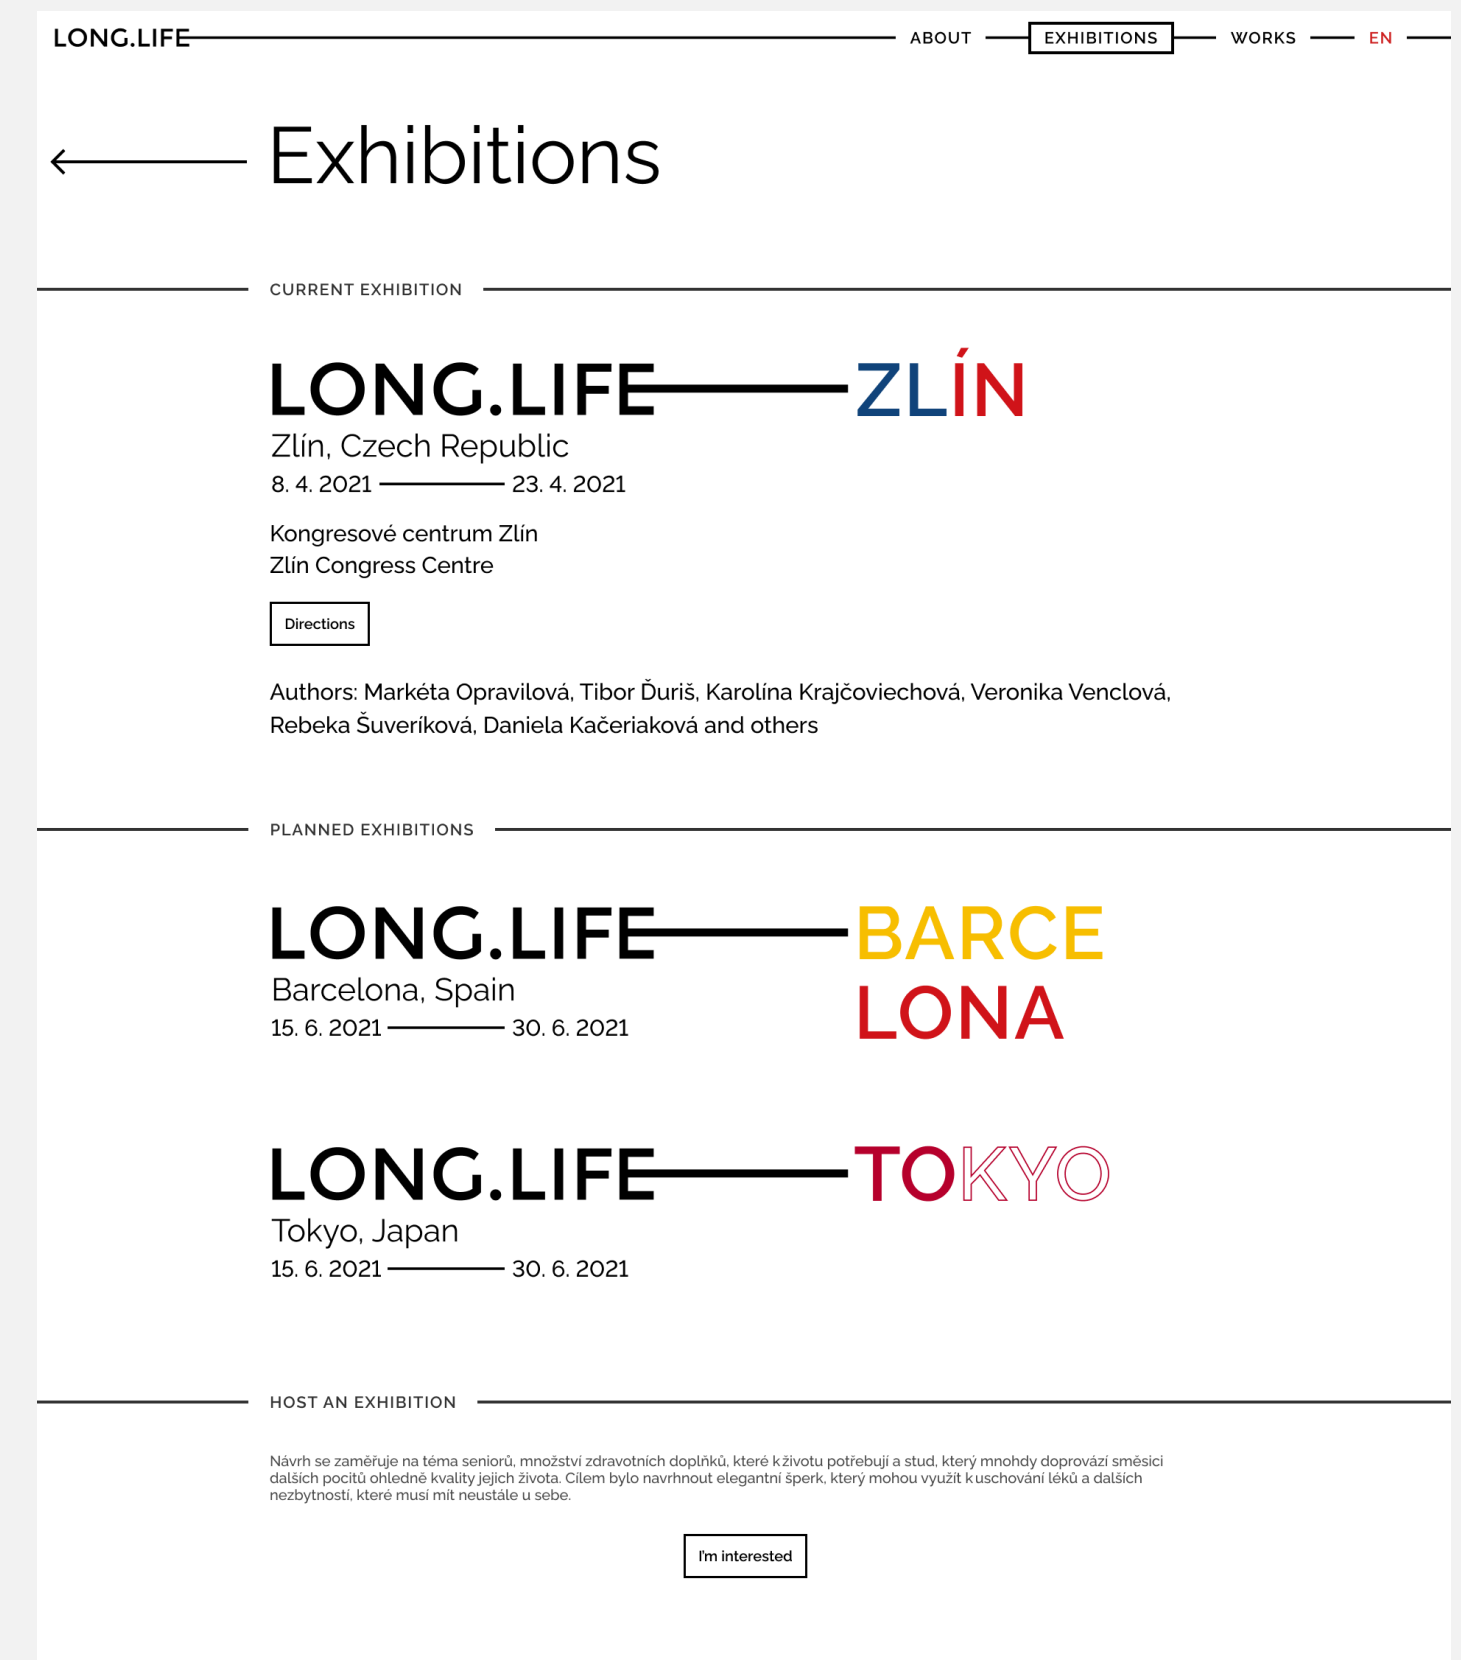 LONG.LIFE ABOUT EXHIBITIONS WORKS EN
Exhibitions
CURRENT EXHIBITION
LONG.LIFE ZLÍN
Zlín, Czech Republic
8. 4. 2021 23. 4. 2021
Kongresové centrum Zlín
Zlín Congress Centre
Directions
Authors: Markéta Opravilová, Tibor Ďuriš, Karolína Krajčoviechová, Veronika Venclová,
Rebeka Šuveríková, Daniela Kačeriaková and others
PLANNED EXHIBITIONS
LONG.LIFE BARCE
LONA
Barcelona, Spain
15. 6. 2021 30. 6. 2021
LONG.LIFE TOKYO
Tokyo, Japan
15. 6. 2021 30. 6. 2021
HOST AN EXHIBITION
Návrh se zaměřuje na téma seniorů, množství zdravotních doplňků, které k životu potřebují a stud, který mnohdy doprovází směsici
dalších pocitů ohledně kvality jejich života. Cílem bylo navrhnout elegantní šperk, který mohou využít k uschování léků a dalších
nezbytností, které musí mít neustále u sebe.
I'm interested